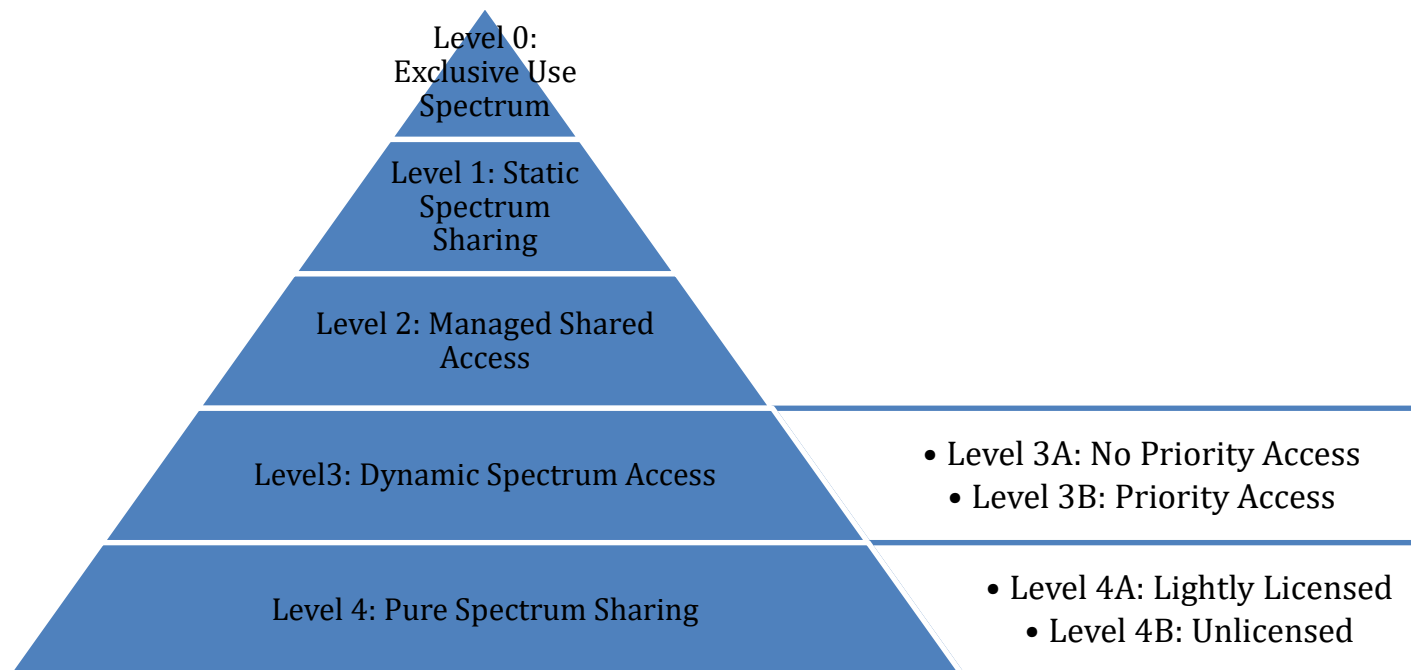 Level 0:
Exclusive Use
Spectrum
Level 1: Static
Spectrum
Sharing
Level 2: Managed Shared
Access
Level3: Dynamic Spectrum Access
• Level 3A: No Priority Access
• Level 3B: Priority Access
Level 4: Pure Spectrum Sharing
• Level 4A: Lightly Licensed
• Level 4B: Unlicensed